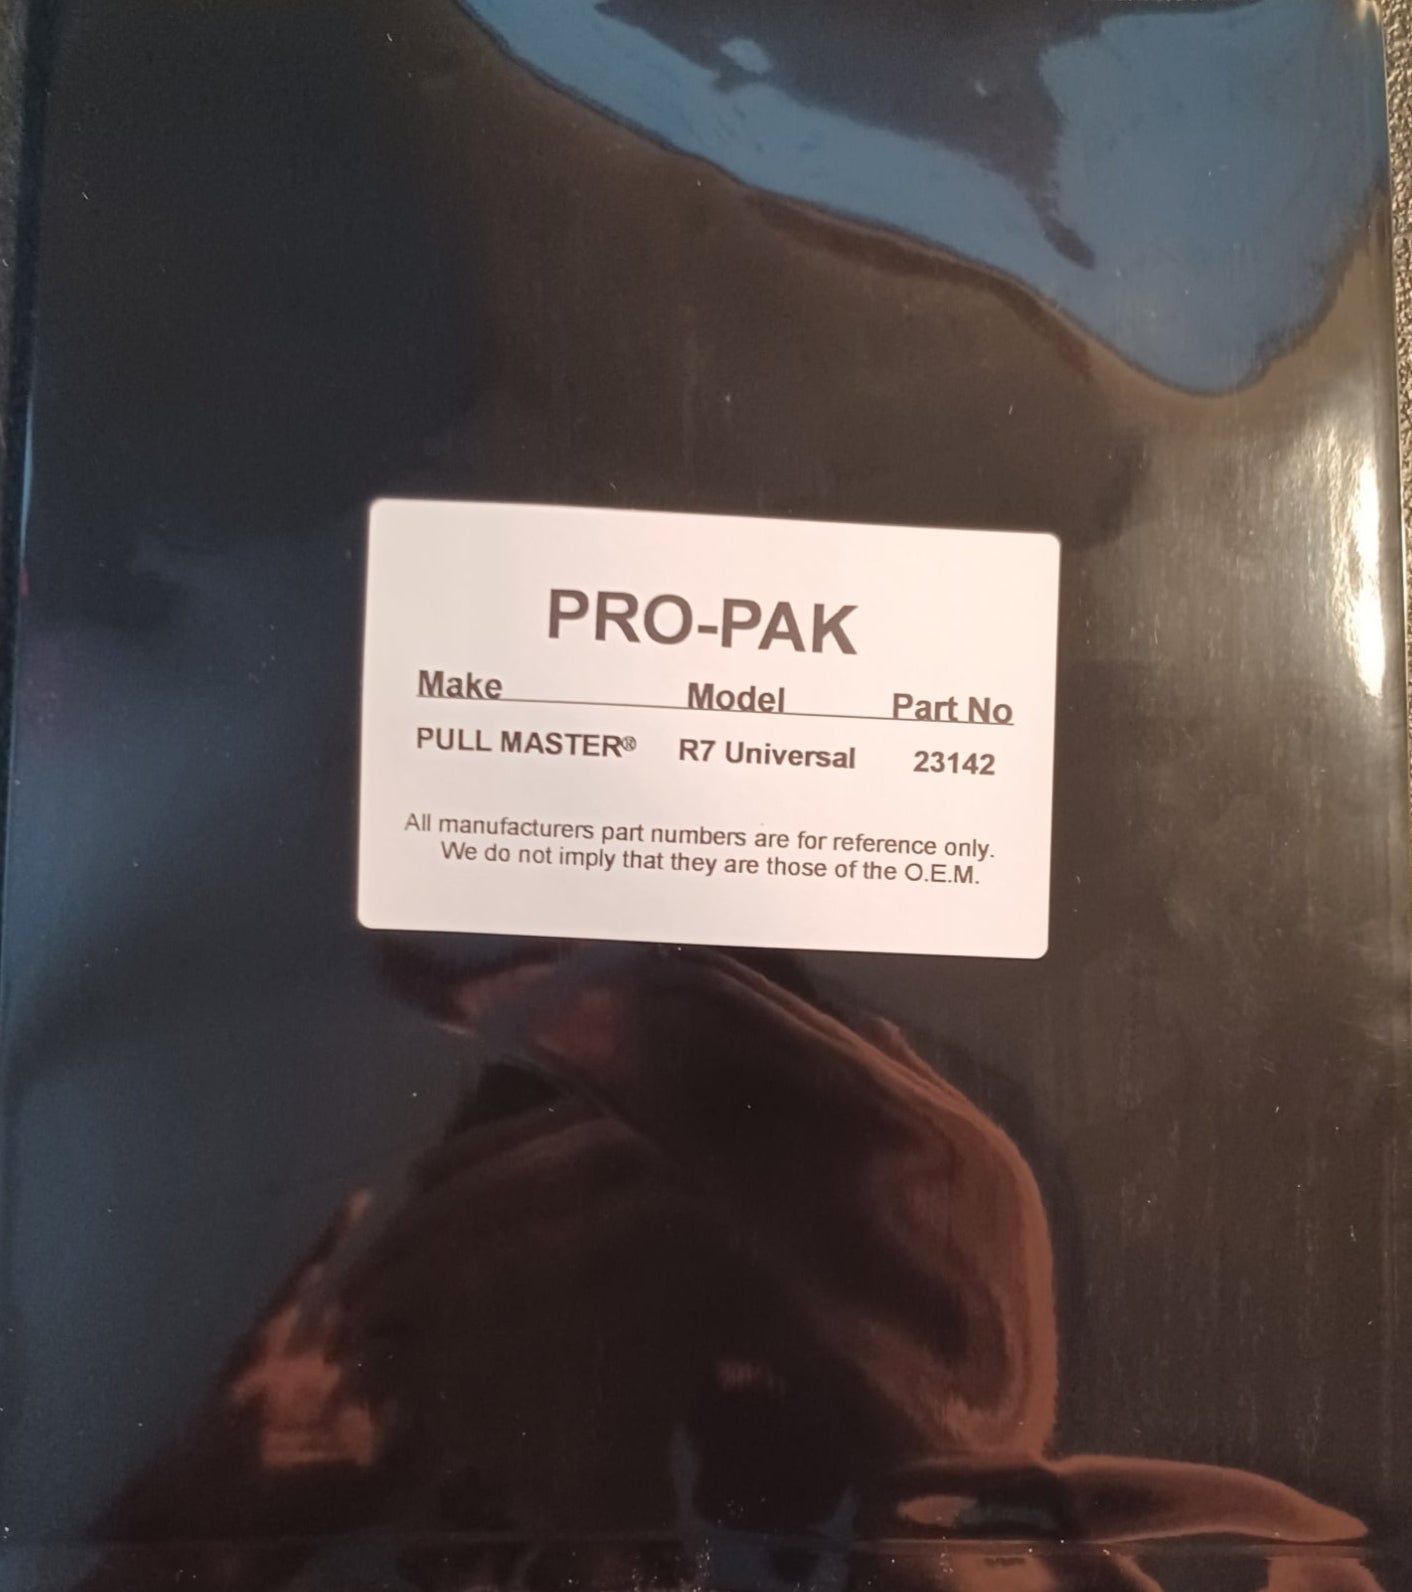 PRO-PAK
Make Model Part No
PULL MASTER® R7 Universal 23142
All manufacturers part numbers are for reference only.
We do not imply that they are those of the O.E.M.